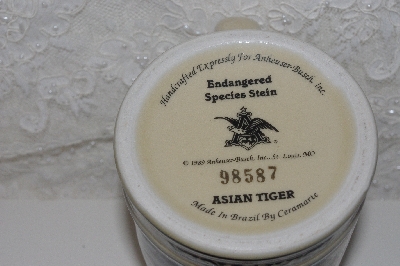 Handcrafted Expressly For Anheuser-Busch, Inc.
Endangered
Species Stein
© 1989 Anheuser-Busch, Inc., St. Louis, MO
98587
ASIAN TIGER
Made In Brazil By Ceramarte